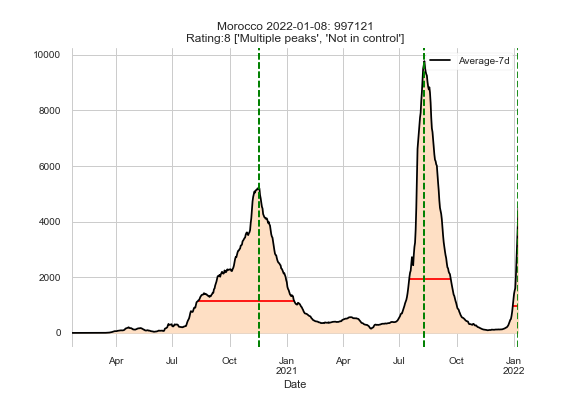 Morocco 2022-01-08: 997121
Rating:8 ['Multiple peaks', 'Not in control']
Average-7d
10000
8000
6000
4000
2000
0
Apr Jul Oct Jan Apr Jul Oct Jan
2021 2022
Date